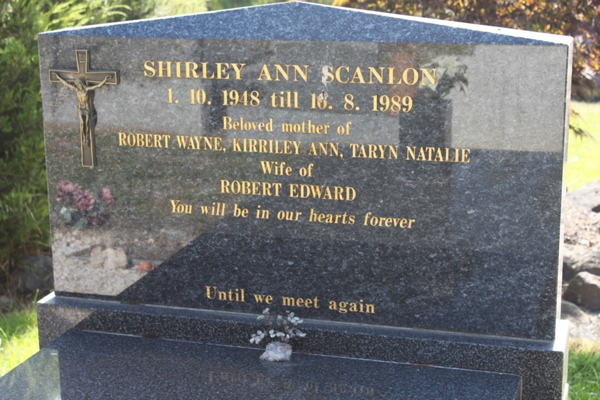 SHIRLEY ANN SCANLON
1. 10. 1948 till 10. 8. 1989
Beloved mother of
ROBERT WAYNE, KIRRILEY ANN, TARYN NATALIE
Wife of
ROBERT EDWARD
You will be in our hearts forever
Until we meet again